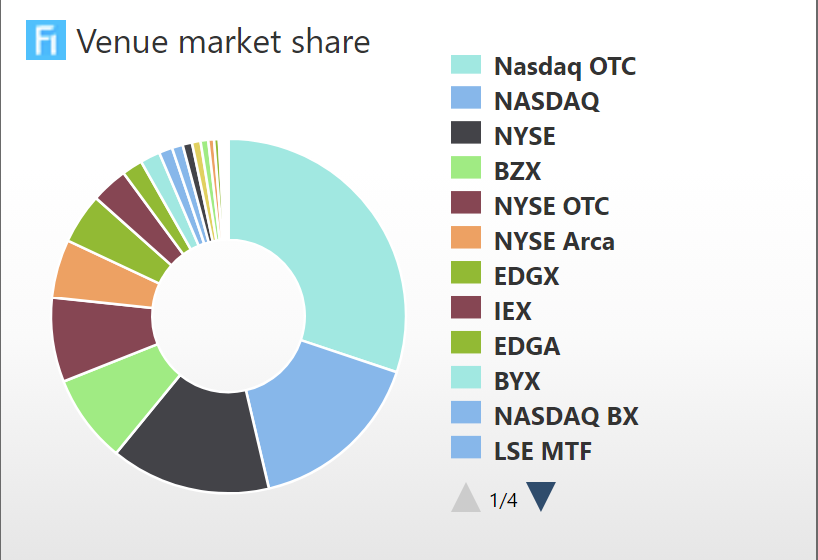 Fi Venue market share
Nasdaq OTC
NASDAQ
NYSE
BZX
NYSE OTC
NYSE Arca
EDGX
IEX
EDGA
BYX
NASDAQ BX
LSE MTF
1/4